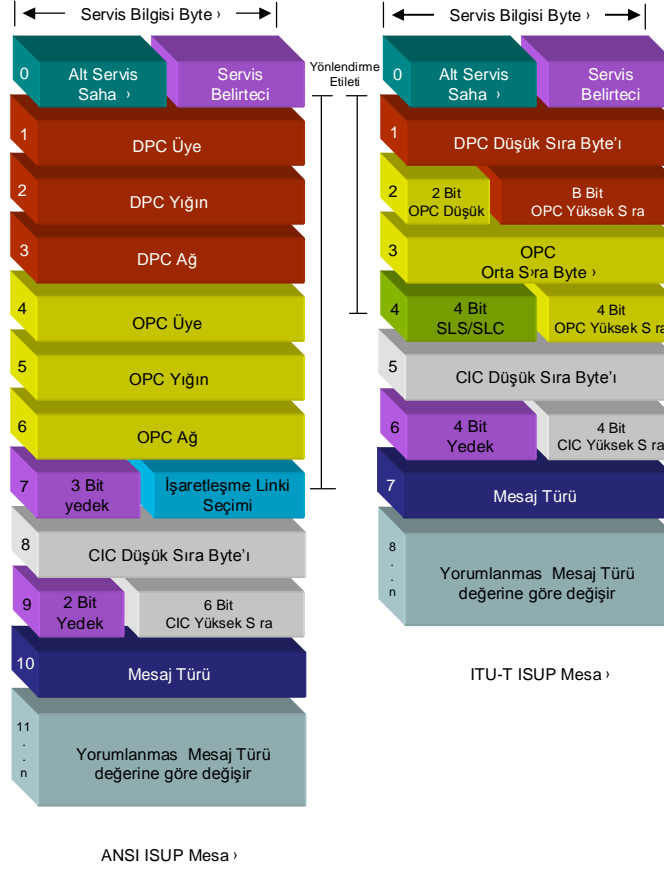 Servis Bilgisi Byte ›
0
Alt Servis
Saha ›
Servis
Belirteci
1
DPC Üye
2
DPC Yığın
3
DPC Ağ
4
OPC Üye
5
OPC Yığın
6
OPC Ağ
7
3 Bit
yedek
İşaretleşme Linki
Seçimi
8
CIC Düşük Sıra Byte'ı
9
2 Bit
Yedek
6 Bit
CIC Yüksek S ra
10
Mesaj Türü
11
.
.
n
Yorumlanmas Mesaj Türü
değerine göre değişir
ANSI ISUP Mesa ›
Yönlendirme
Etileti
Servis Bilgisi Byte ›
0
Alt Servis
Saha ›
Servis
Belirteci
1
DPC Düşük Sıra Byte'ı
2
2 Bit
OPC Düşük
B Bit
OPC Yüksek S ra
3
OPC
Orta Sıra Byte ›
4
4 Bit
SLS/SLC
4 Bit
OPC Yüksek S ra
5
CIC Düşük Sıra Byte'ı
6
4 Bit
Yedek
4 Bit
CIC Yüksek S ra
7
Mesaj Türü
8
.
.
n
Yorumlanmas Mesaj Türü
değerine göre değişir
ITU-T ISUP Mesa ›